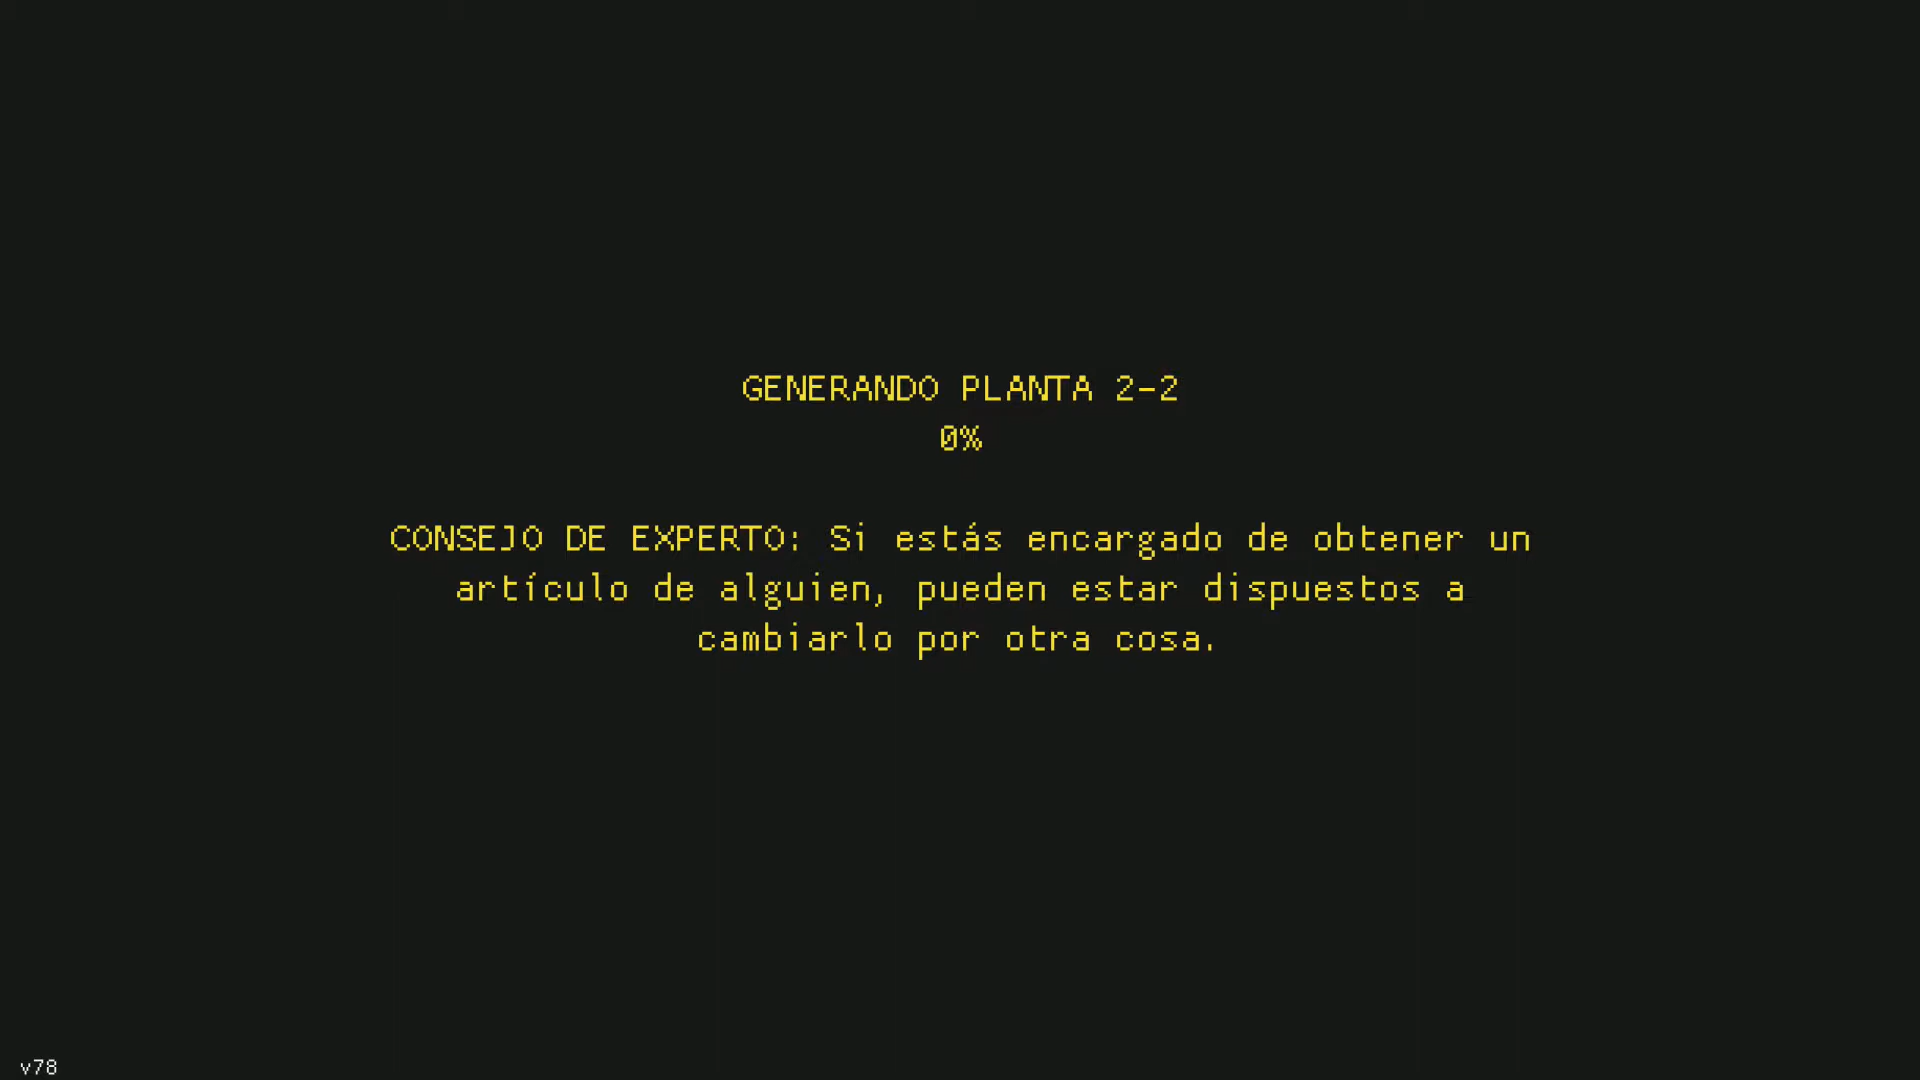 GENERANDO PLANTA 2-2
0%
CONSEJO DE EXPERTO: Si estás encargado de obtener un
artículo de alguien, pueden estar dispuestos a
cambiarlo por otra cosa.
v78